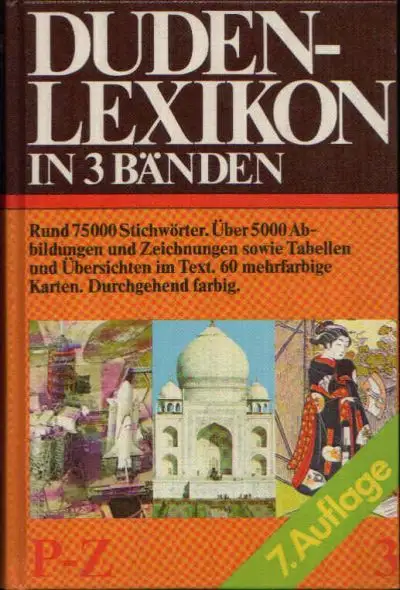 DUDEN-
LEXIKON
IN 3 BÄNDEN
Rund 75000 Stichwörter. Über 5000 Ab-
bildungen und Zeichnungen sowie Tabellen
und Übersichten im Text. 60 mehrfarbige
Karten. Durchgehend farbig.
7. Auflage
P-Z
3